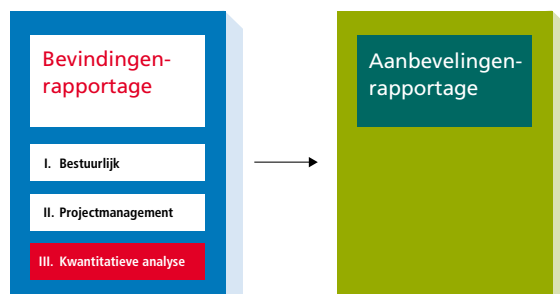 Bevindingen-
rapportage
I. Bestuurlijk
II. Projectmanagement
III. Kwantitatieve analyse
Aanbevelingen-
rapportage